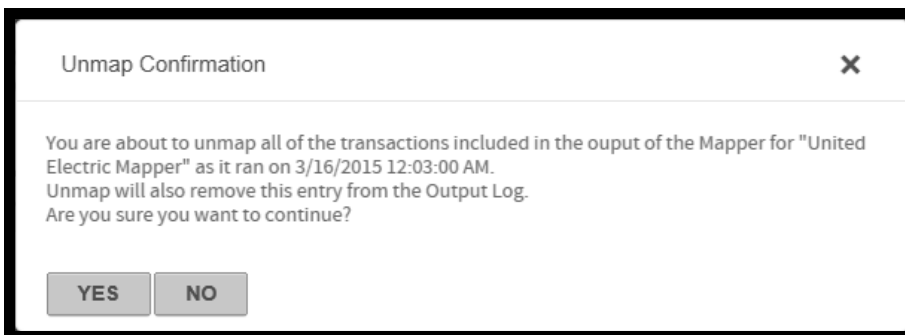 Unmap Confirmation
You are about to unmap all of the transactions included in the ouput of the Mapper for "United
Electric Mapper" as it ran on 3/16/2015 12:03:00 AM.
Unmap will also remove this entry from the Output Log.
Are you sure you want to continue?
YES NO